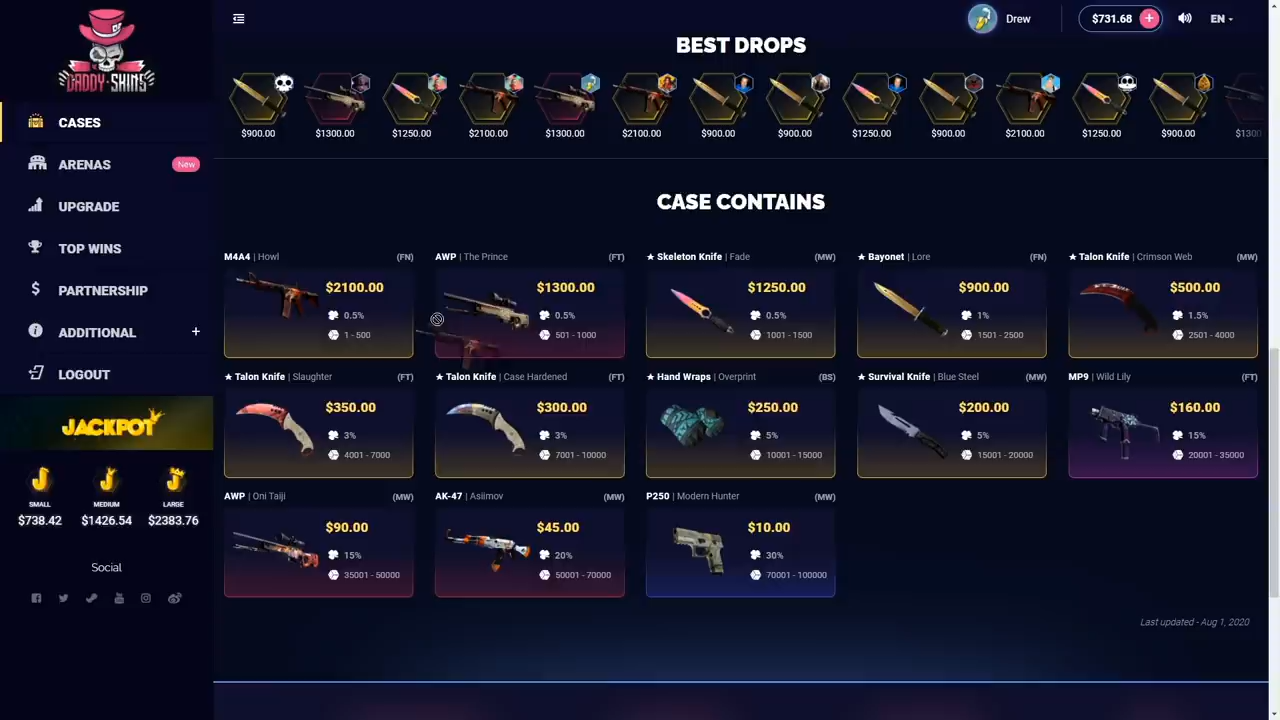 Drew
$731.68
EN
DADDY-SKINS
CASES
ARENAS New
UPGRADE
TOP WINS
PARTNERSHIP
ADDITIONAL +
LOGOUT
JACKPOT
SMALL MEDIUM LARGE
$738.42 $1426.54 $2383.76
Social
BEST DROPS
$900.00 $1300.00 $1250.00 $2100.00 $1300.00 $2100.00 $900.00 $900.00 $1250.00 $900.00 $2100.00 $1250.00 $900.00 $1300
CASE CONTAINS
M4A4 | Howl (FN)
$2100.00
0.5%
1 - 500
AWP | The Prince (FT)
$1300.00
0.5%
501 - 1000
★ Skeleton Knife | Fade (MW)
$1250.00
0.5%
1001 - 1500
★ Bayonet | Lore (FN)
$900.00
1%
1501 - 2500
★ Talon Knife | Crimson Web (MW)
$500.00
1.5%
2501 - 4000
★ Talon Knife | Slaughter (FT)
$350.00
3%
4001 - 7000
★ Talon Knife | Case Hardened (FT)
$300.00
3%
7001 - 10000
★ Hand Wraps | Overprint (BS)
$250.00
5%
10001 - 15000
★ Survival Knife | Blue Steel (MW)
$200.00
5%
15001 - 20000
MP9 | Wild Lily (FT)
$160.00
15%
20001 - 35000
AWP | Oni Taiji (MW)
$90.00
15%
35001 - 50000
AK-47 | Asiimov (MW)
$45.00
20%
50001 - 70000
P250 | Modern Hunter (MW)
$10.00
30%
70001 - 100000
Last updated - Aug 1, 2020